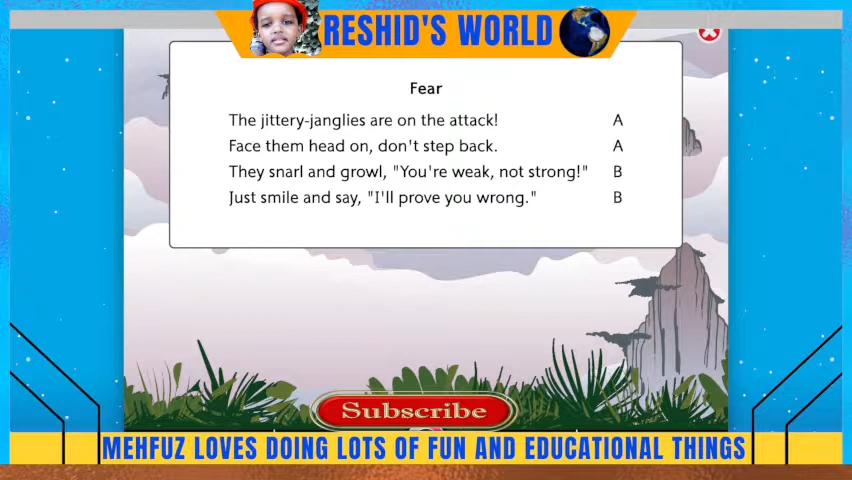 RESHID'S WORLD
Fear
The jittery-janglies are on the attack! A
Face them head on, don't step back. A
They snarl and growl, "You're weak, not strong!" B
Just smile and say, "I'll prove you wrong." B
Subscribe
MEHFUZ LOVES DOING LOTS OF FUN AND EDUCATIONAL THINGS